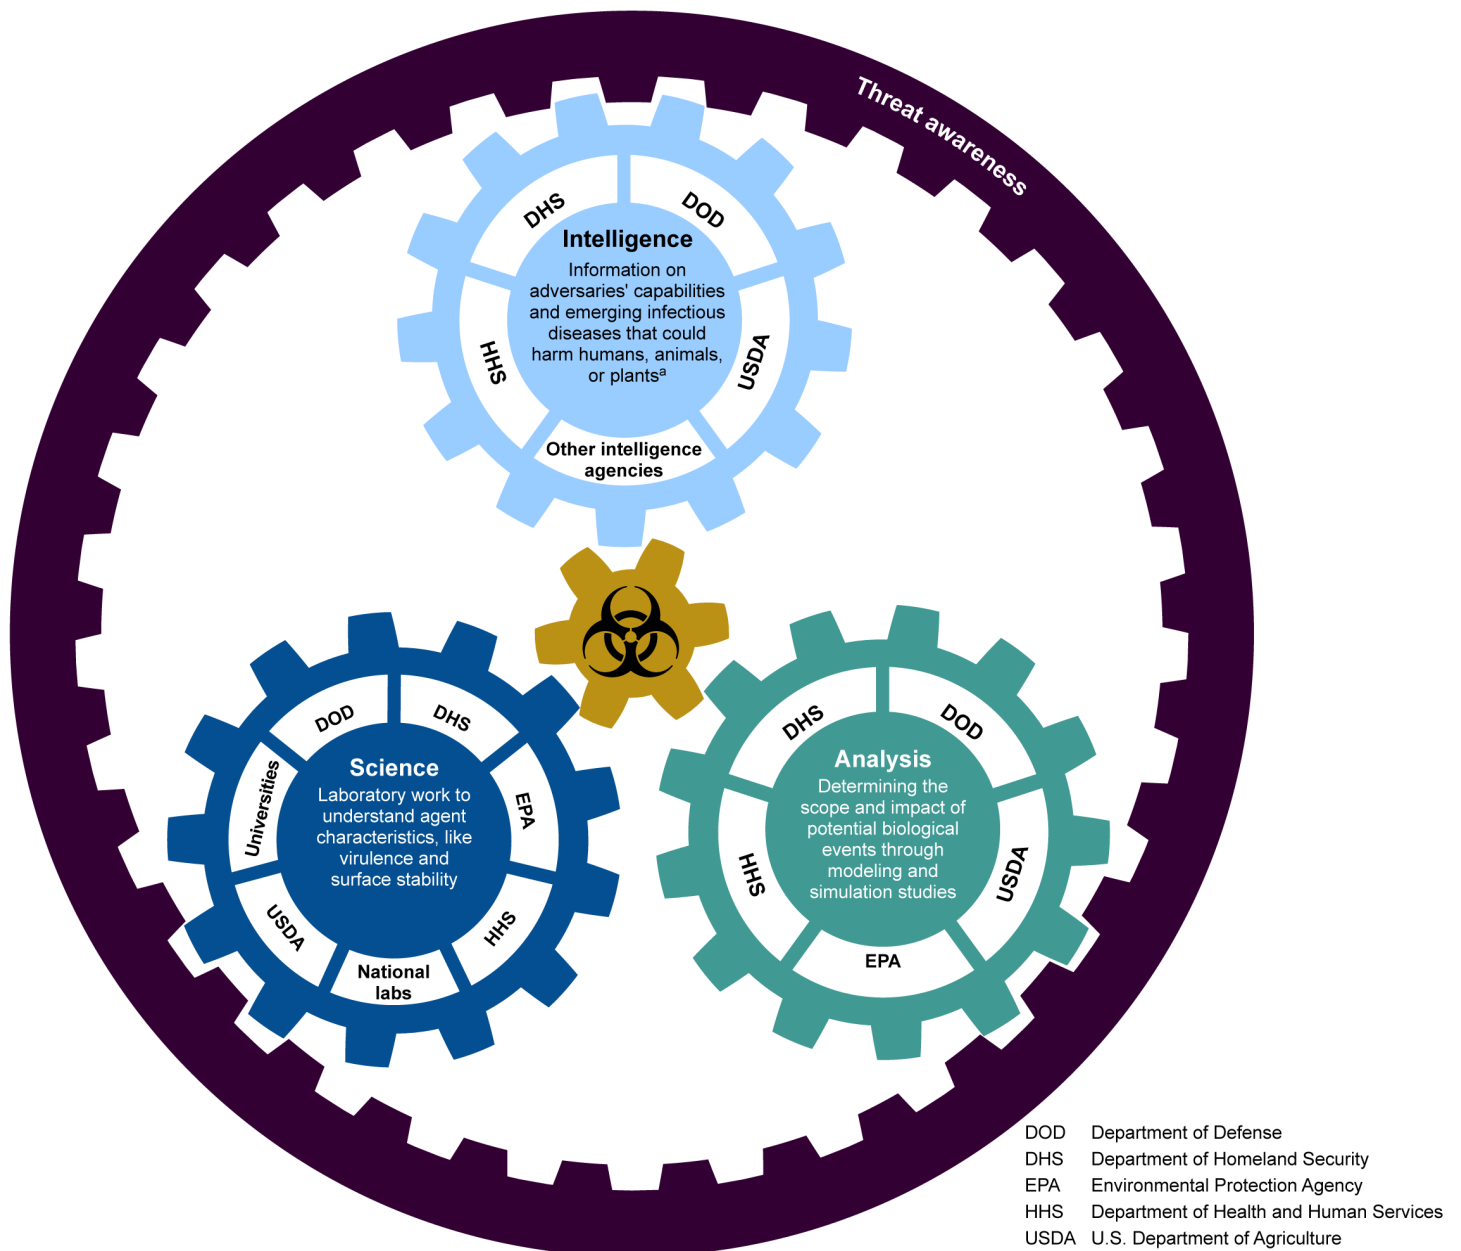 Threat awareness
DHS
DOD
Intelligence
Information on
adversaries' capabilities
and emerging infectious
diseases that could
harm humans, animals,
or plantsª
HHS
USDA
Other intelligence
agencies
DOD
DHS
Universities
EPA
Science
Laboratory work to
understand agent
characteristics, like
virulence and
surface stability
USDA
HHS
National
labs
DHS
DOD
Analysis
Determining the
scope and impact of
potential biological
events through
modeling and
simulation studies
HHS
USDA
EPA
DOD Department of Defense
DHS Department of Homeland Security
EPA Environmental Protection Agency
HHS Department of Health and Human Services
USDA U.S. Department of Agriculture